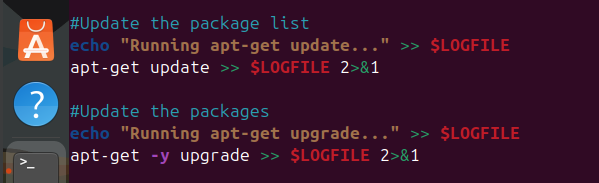 #Update the package list
echo "Running apt-get update..." >> $LOGFILE
apt-get update >> $LOGFILE 2>&1
#Update the packages
echo "Running apt-get upgrade..." >> $LOGFILE
apt-get -y upgrade >> $LOGFILE 2>&1